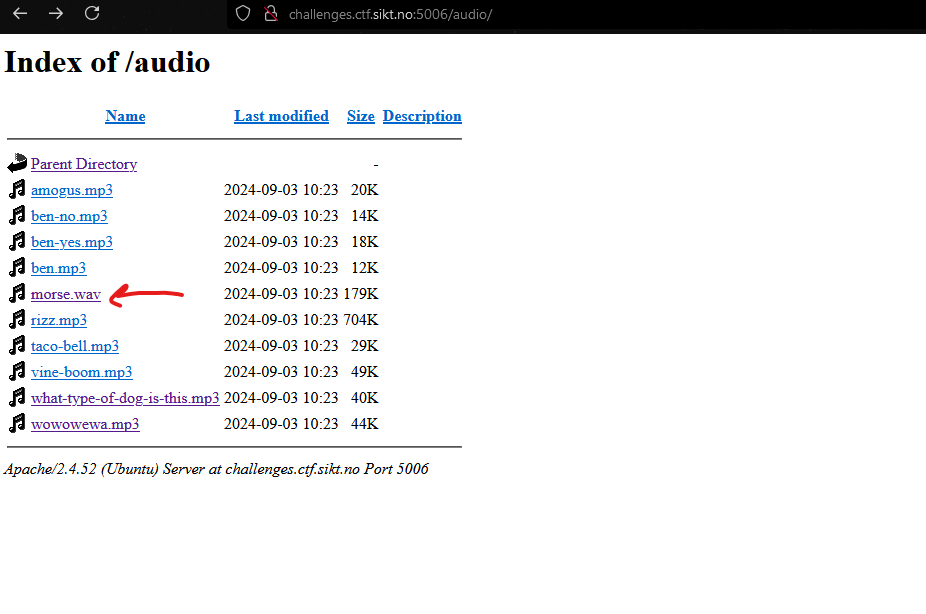 challenges.ctf.sikt.no:5006/audio/
Index of /audio
Name Last modified Size Description
Parent Directory -
amogus.mp3 2024-09-03 10:23 20K
ben-no.mp3 2024-09-03 10:23 14K
ben-yes.mp3 2024-09-03 10:23 18K
ben.mp3 2024-09-03 10:23 12K
morse.wav 2024-09-03 10:23 179K
rizz.mp3 2024-09-03 10:23 704K
taco-bell.mp3 2024-09-03 10:23 29K
vine-boom.mp3 2024-09-03 10:23 49K
what-type-of-dog-is-this.mp3 2024-09-03 10:23 40K
wowowewa.mp3 2024-09-03 10:23 44K
Apache/2.4.52 (Ubuntu) Server at challenges.ctf.sikt.no Port 5006